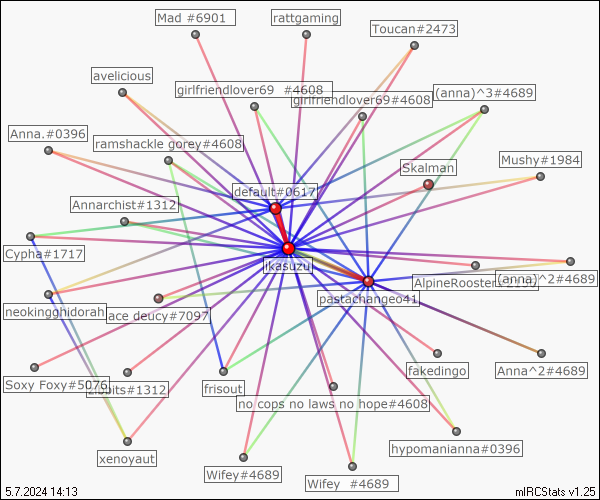 Mad #6901
rattgaming
Toucan#2473
avelicious
girlfriendlover69 #4608
girlfriendlover69#4608
(anna)^3#4689
Anna.#0396
ramshackle gorey#4608
Skalman
Mushy#1984
default#0617
Annarchist#1312
Cypha#1717
ikasuzu
AlpineRooster
(anna)^2#4689
pastachangeo41
neokingghidorah
ace deucy#7097
Soxy Foxy#5076
#1312
frisout
fakedingo
Anna^2#4689
no cops no laws no hope#4608
hypomanianna#0396
xenoyaut
Wifey#4689
Wifey #4689
5.7.2024 14:13
mIRCStats v1.25